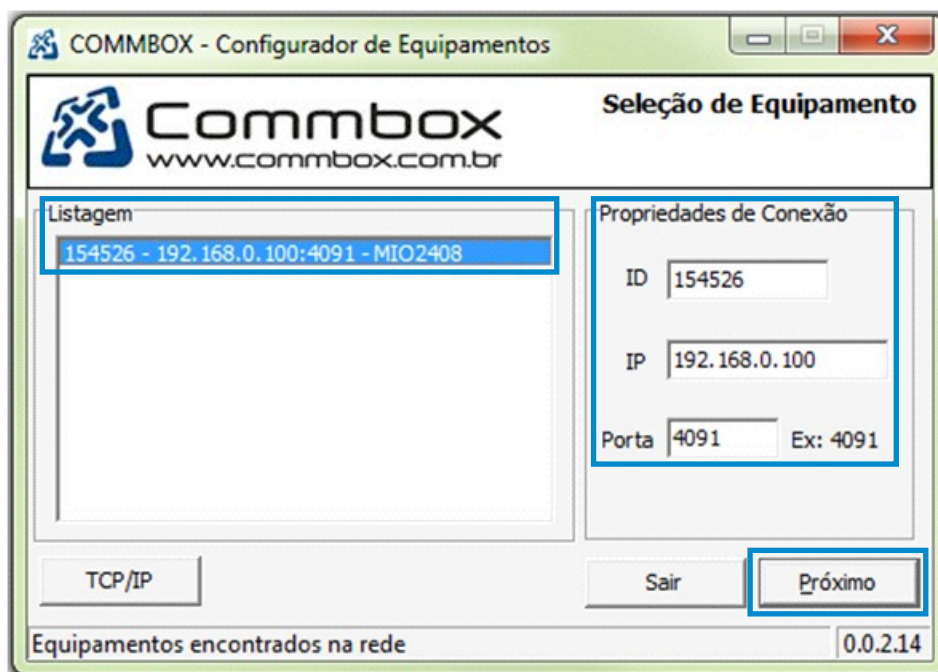 COMMBOX - Configurador de Equipamentos
Commbox
www.commbox.com.br
Seleção de Equipamento
Listagem
154526 - 192.168.0.100:4091 - MIO2408
Propriedades de Conexão
ID 154526
IP 192.168.0.100
Porta 4091 Ex: 4091
TCP/IP Sair Próximo
Equipamentos encontrados na rede 0.0.2.14